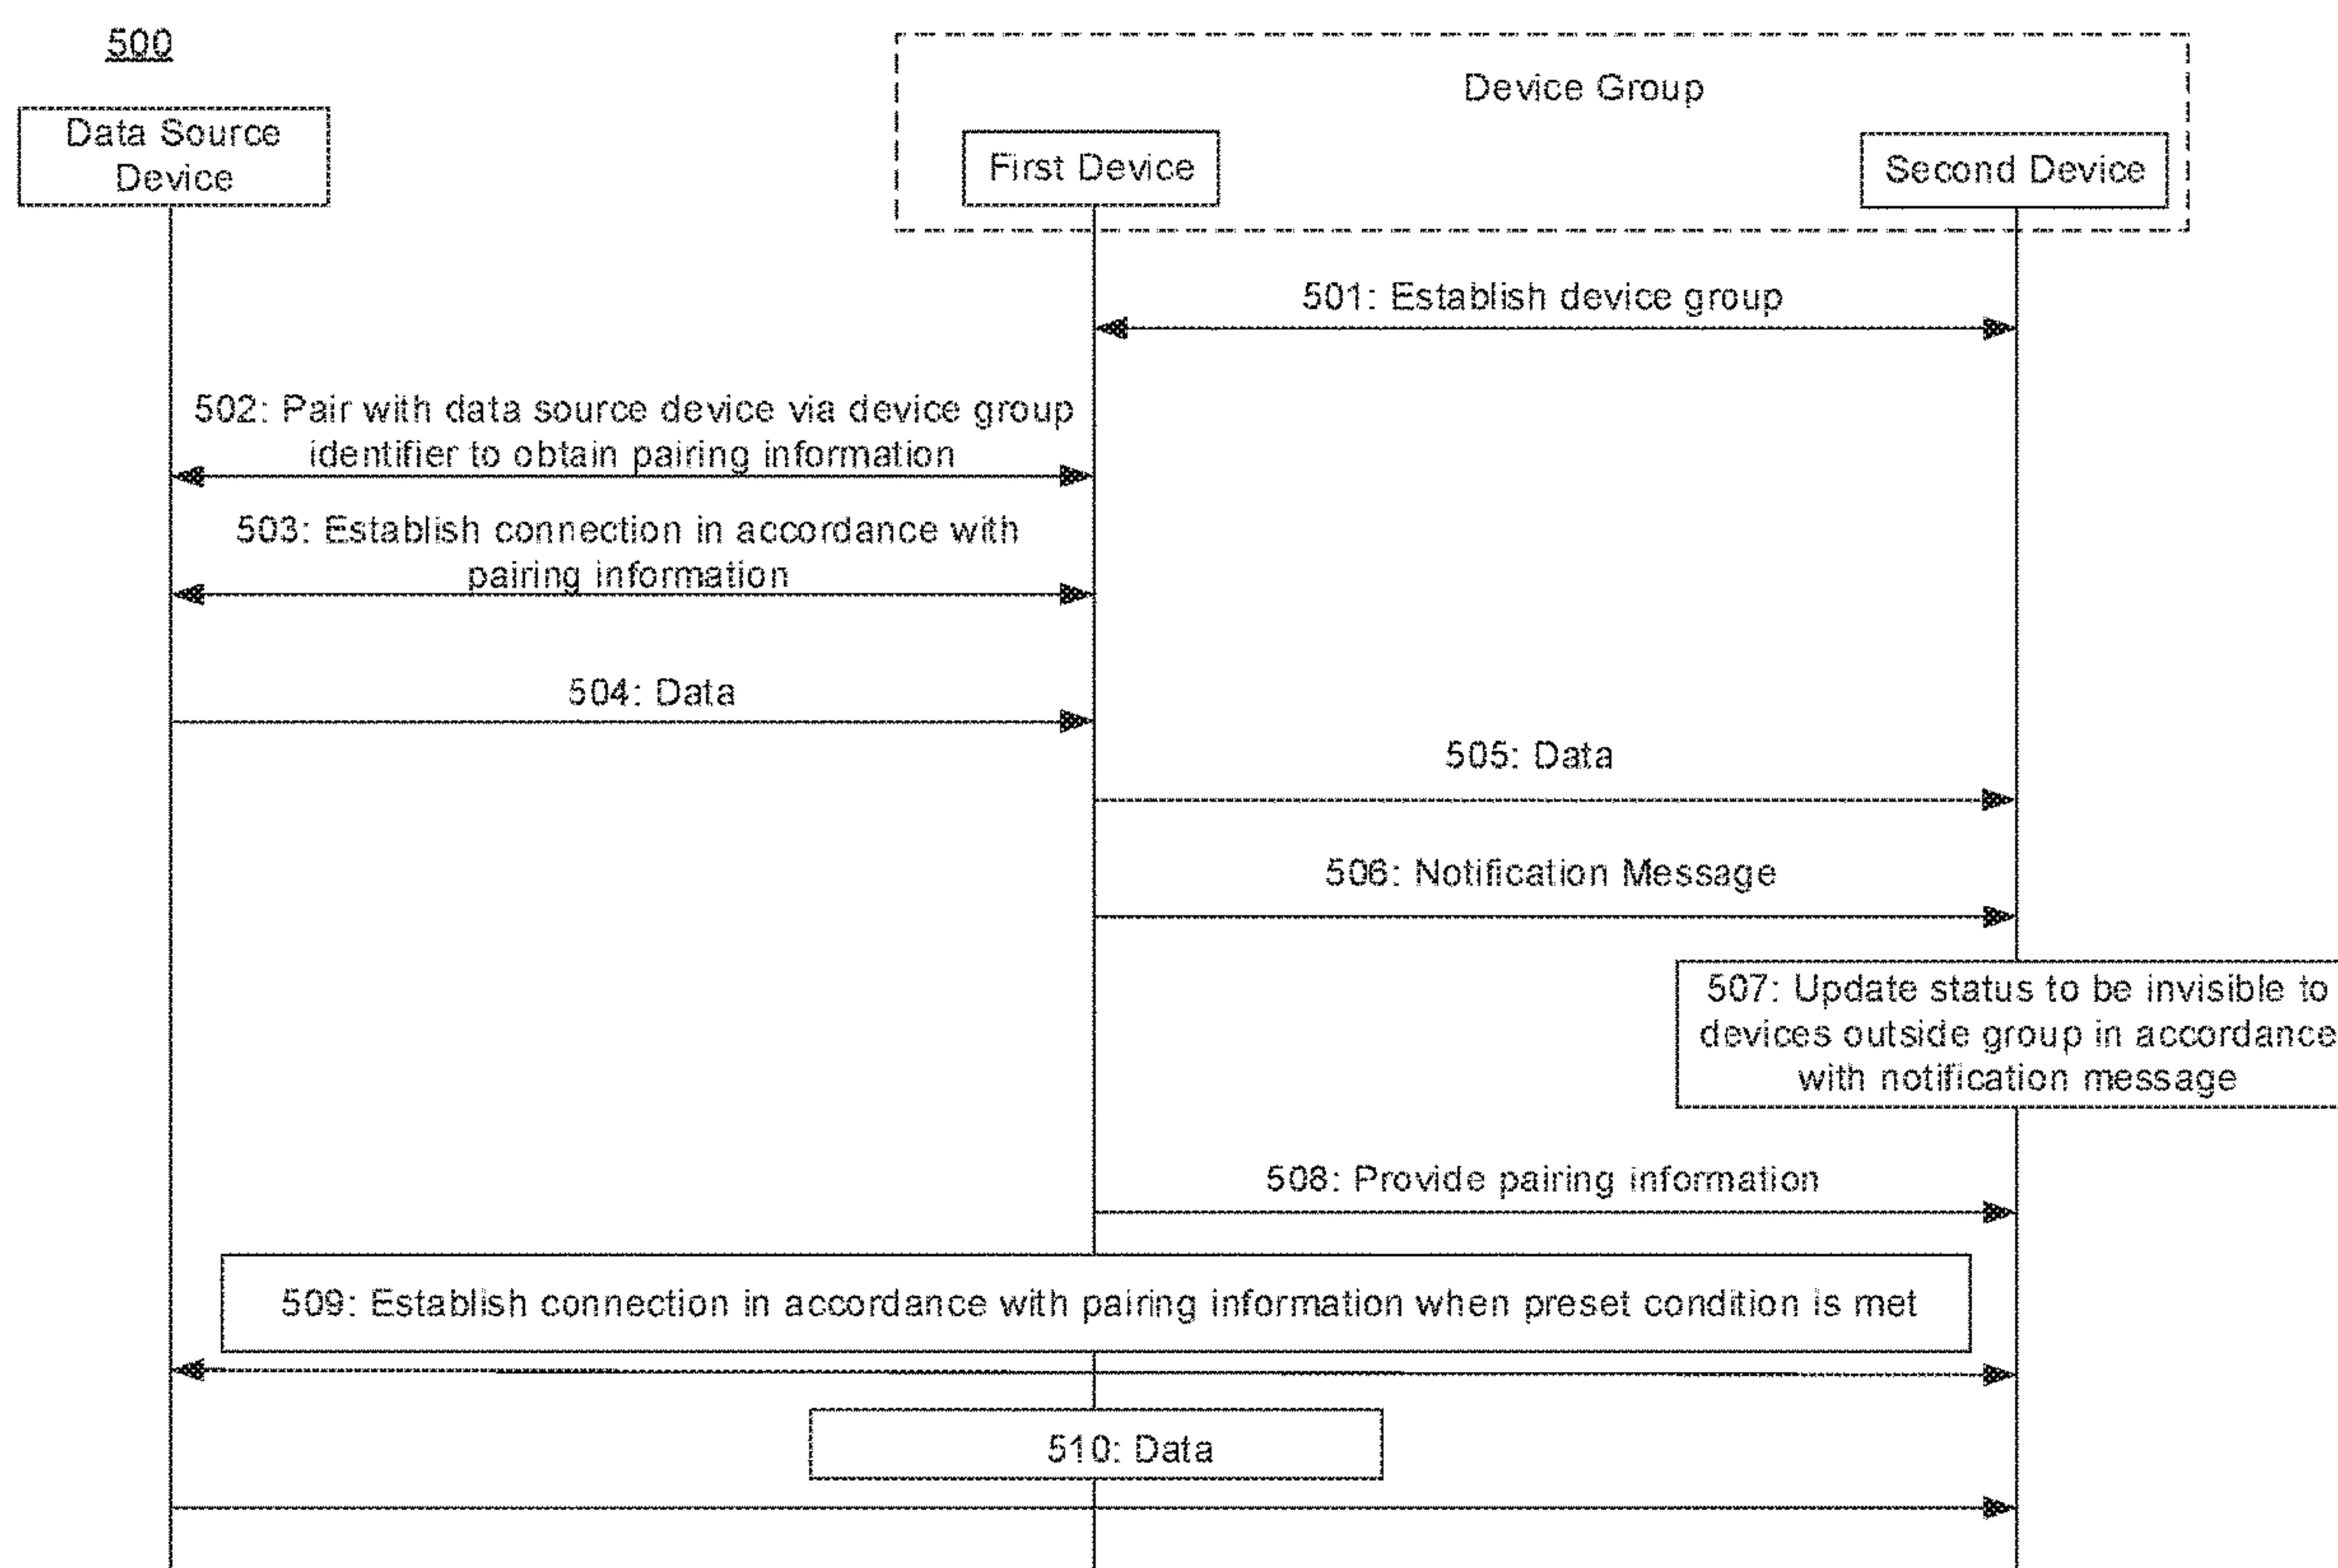 500
Device Group
Data Source
Device
First Device
Second Device
501: Establish device group
502: Pair with data source device via device group
identifier to obtain pairing information
503: Establish connection in accordance with
pairing information
504: Data
505: Data
506: Notification Message
507: Update status to be invisible to
devices outside group in accordance
with notification message
508: Provide pairing information
509: Establish connection in accordance with pairing information when preset condition is met
510: Data